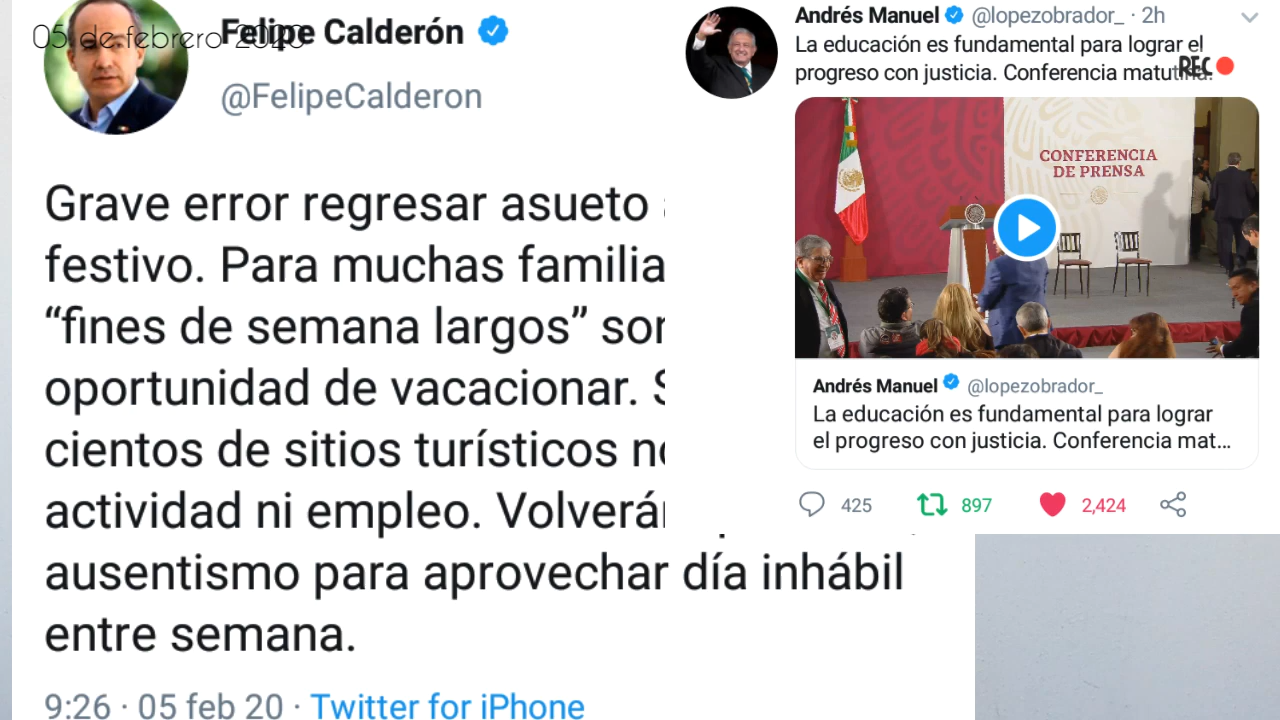 05 de febrero 2020
Felipe Calderón
@FelipeCalderon
Grave error regresar asueto
festivo. Para muchas familia
“fines de semana largos”
oportunidad de vacacionar.
cientos de sitios turísticos
actividad ni empleo. Volverán
ausentismo para aprovechar día inhábil
entre semana.
9:26 · 05 feb 20 · Twitter for iPhone
Andrés Manuel @lopezobrador_ · 2h
La educación es fundamental para lograr el
progreso con justicia. Conferencia matutina.
REC
CONFERENCIA
DE PRENSA
Andrés Manuel @lopezobrador_
La educación es fundamental para lograr
el progreso con justicia. Conferencia mat...
425 897 2,424